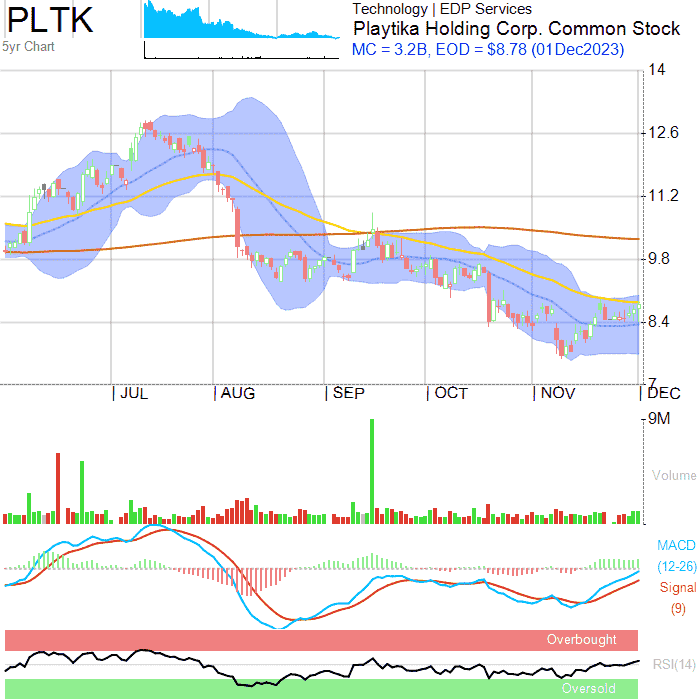 PLTK
5yr Chart
Technology | EDP Services
Playtika Holding Corp. Common Stock
MC = 3.2B, EOD = $8.78 (01Dec2023)
14
12.6
11.2
9.8
8.4
7
| JUL | AUG | SEP | OCT | NOV | DEC
9M
Volume
MACD
(12-26)
Signal
(9)
Overbought
RSI(14)
Oversold